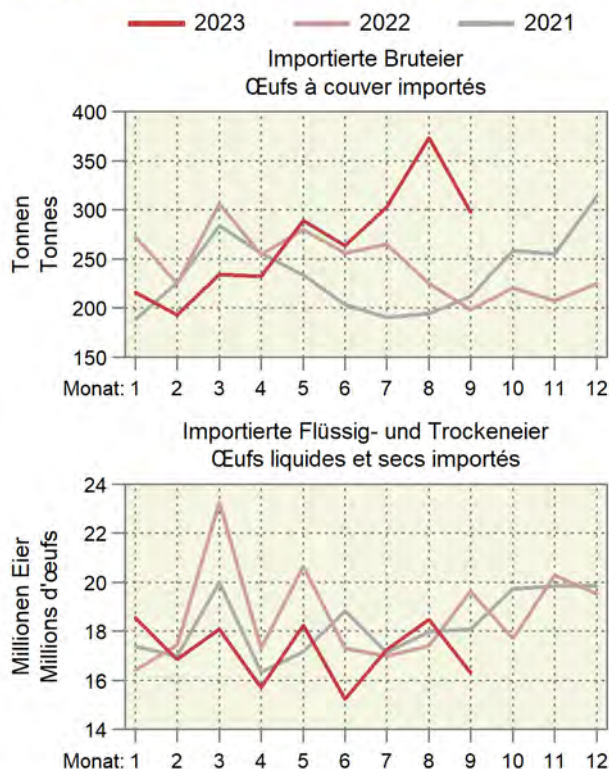 2023 2022 2021
Importierte Bruteier
Œufs à couver importés
400
350
300
250
200
150
Tonnen
Tonnes
Monat: 1 2 3 4 5 6 7 8 9 10 11 12
Importierte Flüssig- und Trockeneier
Œufs liquides et secs importés
24
22
20
18
16
14
Millionen Eier
Millions d'œufs
Monat: 1 2 3 4 5 6 7 8 9 10 11 12